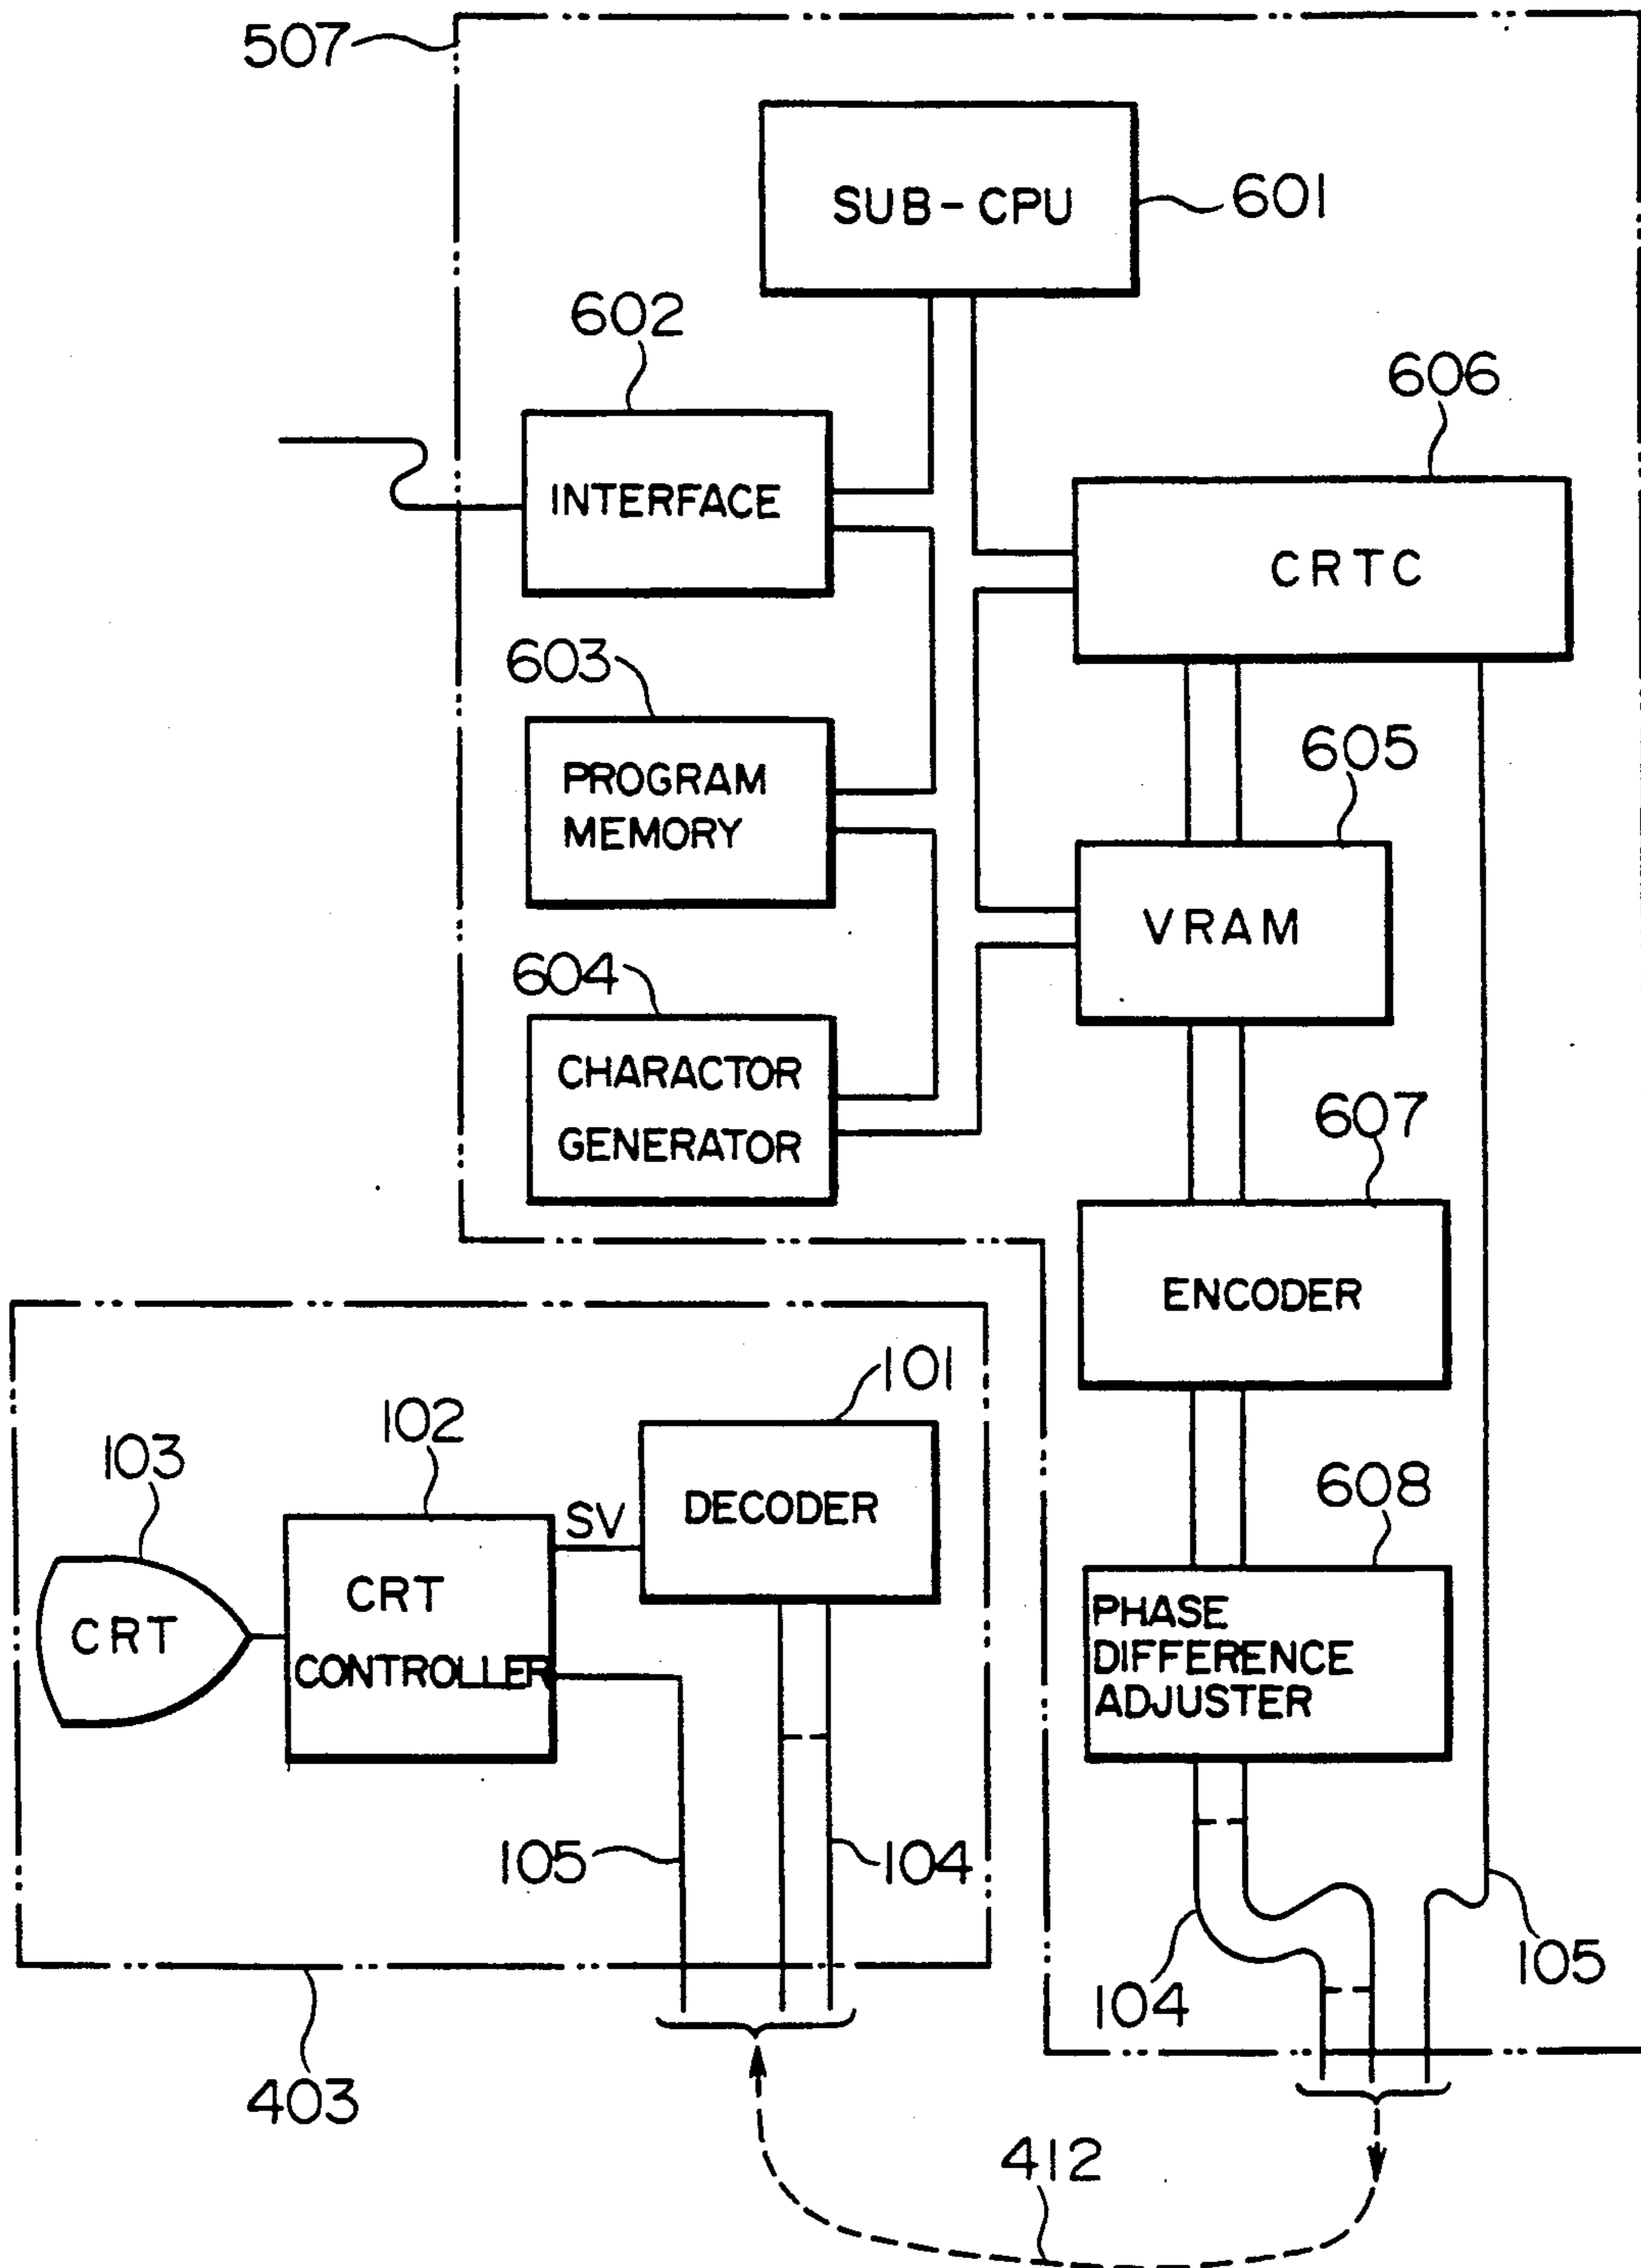 507
SUB-CPU
601
602
606
INTERFACE
CRTC
603
605
PROGRAM
MEMORY
VRAM
604
CHARACTOR
GENERATOR
607
ENCODER
101
102
103
608
SV
DECODER
CRT
CRT
CONTROLLER
PHASE
DIFFERENCE
ADJUSTER
105
104
104
105
403
412